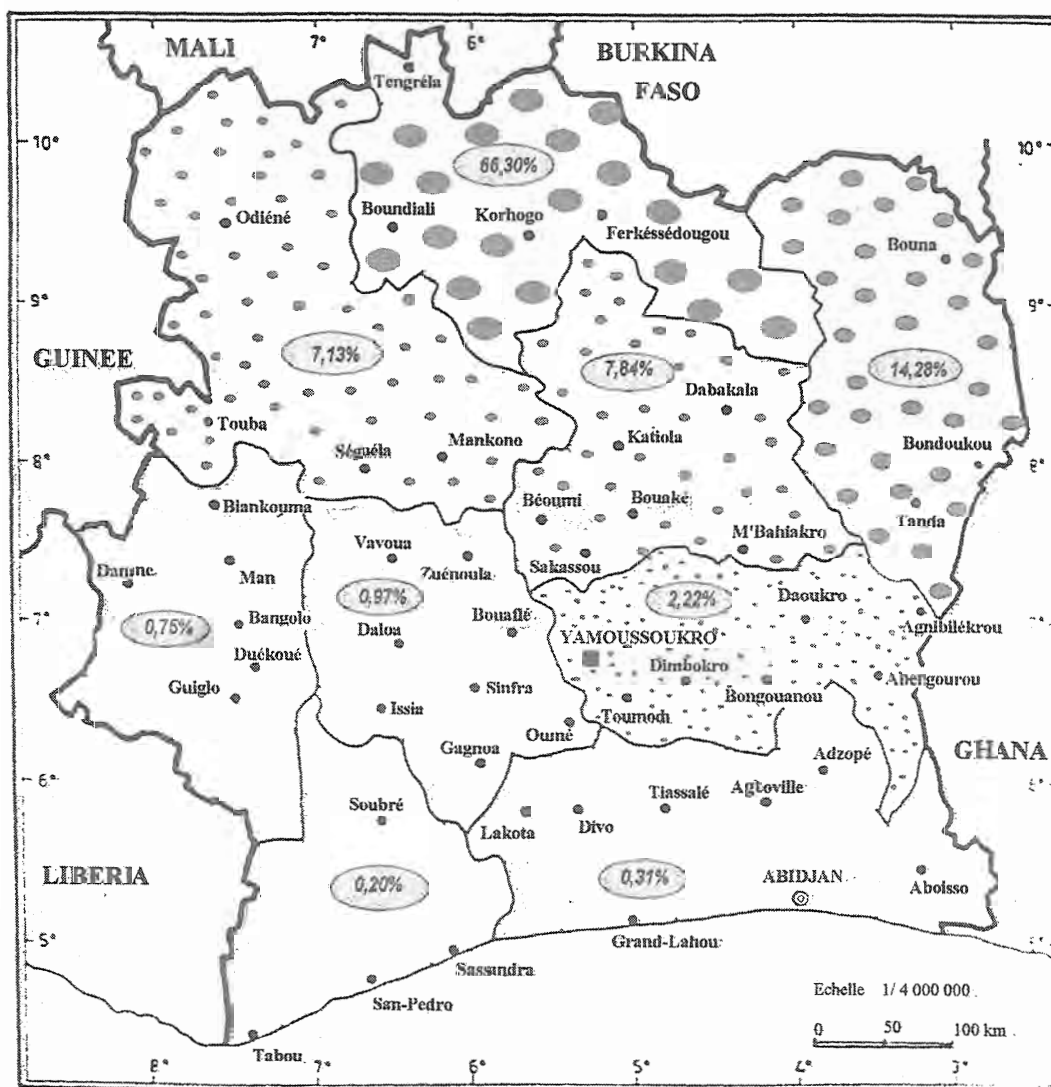 7°
6°
MALI
BURKINA
FASO
Tengréla
10°
10°
66,30%
Odiéné
Boundiali
Korhogo
Ferkéssédougou
Bouna
9°
9°
GUINEE
7,13%
7,84%
14,28%
Dabakala
Touba
Séguéla
Mankono
Katiola
Bondoukou
8°
8°
Biankouma
Béoumi
Bouaké
Tanda
M'Bahiakro
Vavoua
Zuénoula
Sakassou
Danane
Man
0,97%
2,22%
Daoukro
7°
0,75%
Bangolo
Daloa
Bouaflé
YAMOUSSOUKRO
Agnibilékrou
Duékoué
Dimbokro
Abengourou
Guiglo
Sinfra
Issia
Toumodi
Bongouanou
Oumé
Gagnoa
Adzopé
GHANA
6°
Soubré
Tiassalé
Agboville
Lakota
Divo
LIBERIA
0,20%
0,31%
ABIDJAN
Aboisso
5°
Grand-Lahou
Sassandra
San-Pedro
Echelle 1/ 4 000 000
0 50 100 km
Tabou
8°
7°
6°
5°
4°
3°